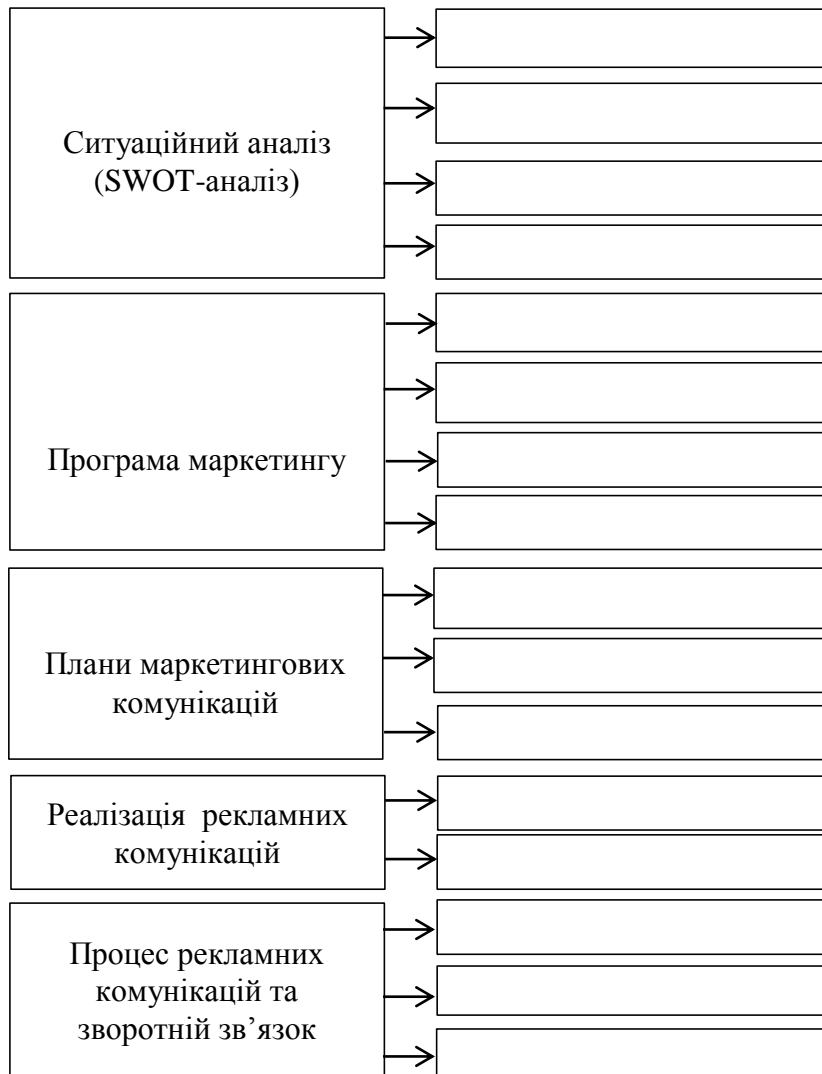 Ситуаційний аналіз
(SWOT-аналіз)
Програма маркетингу
Плани маркетингових
комунікацій
Реалізація рекламних
комунікацій
Процес рекламних
комунікацій та
зворотній зв’язок